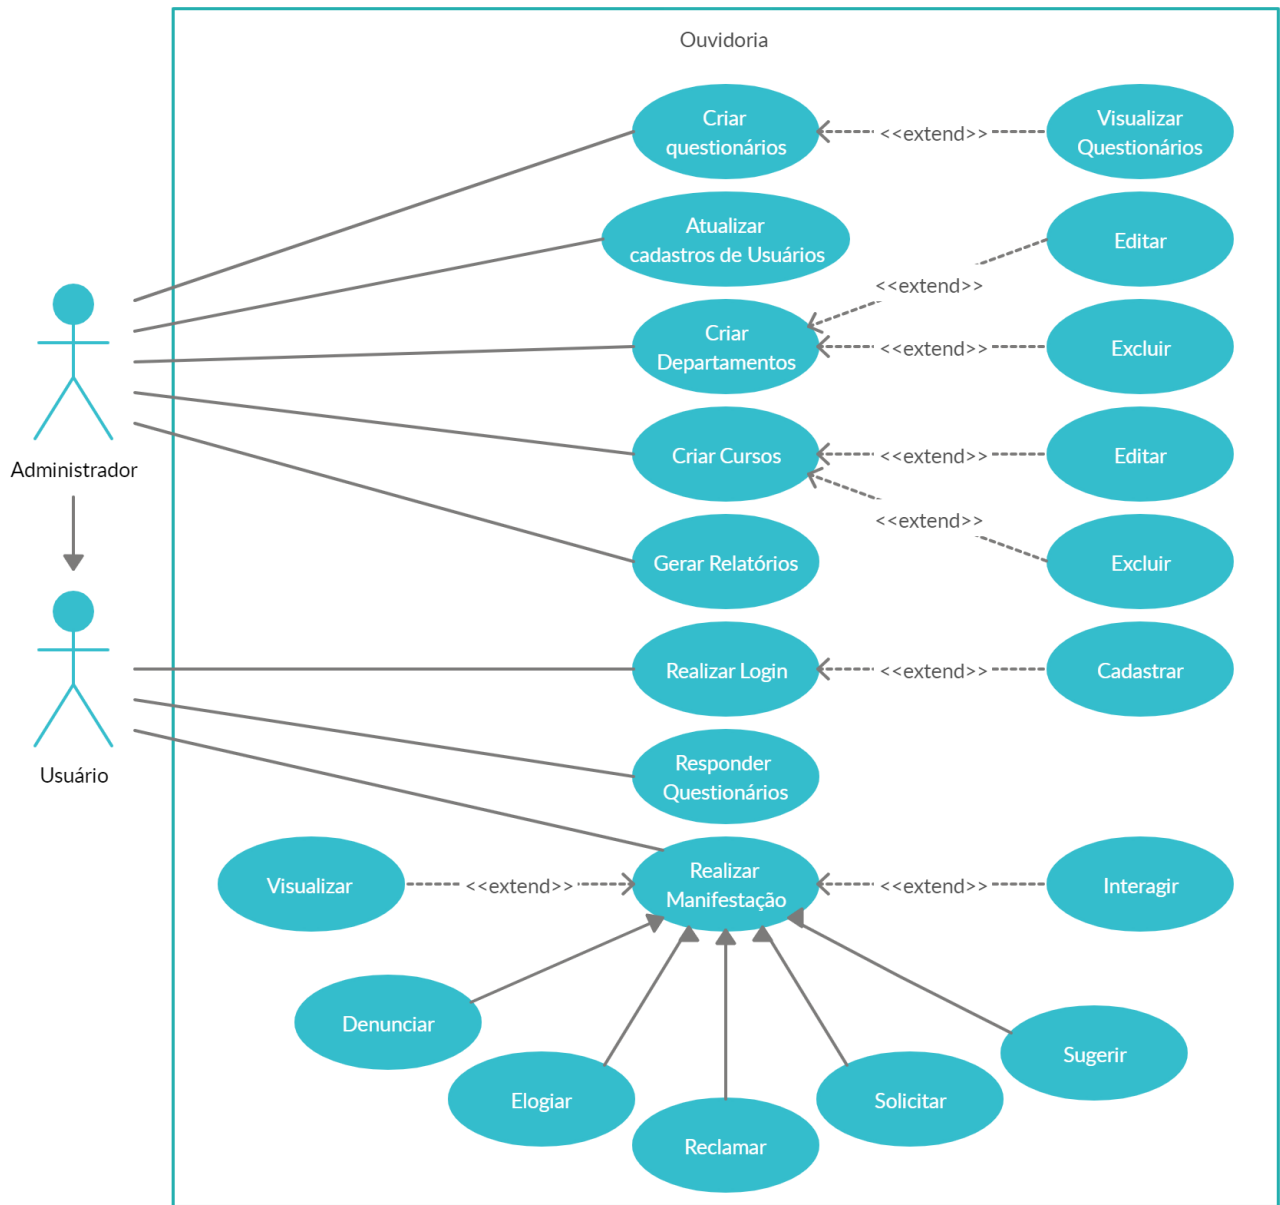 Ouvidoria
Criar
questionários
<<extend>>
Visualizar
Questionários
Atualizar
cadastros de Usuários
Editar
<<extend>>
Criar
Departamentos
<<extend>>
Excluir
Criar Cursos
<<extend>>
Editar
Administrador
<<extend>>
Gerar Relatórios
Excluir
Realizar Login
<<extend>>
Cadastrar
Usuário
Responder
Questionários
Visualizar
<<extend>>
Realizar
Manifestação
<<extend>>
Interagir
Denunciar
Sugerir
Elogiar
Solicitar
Reclamar